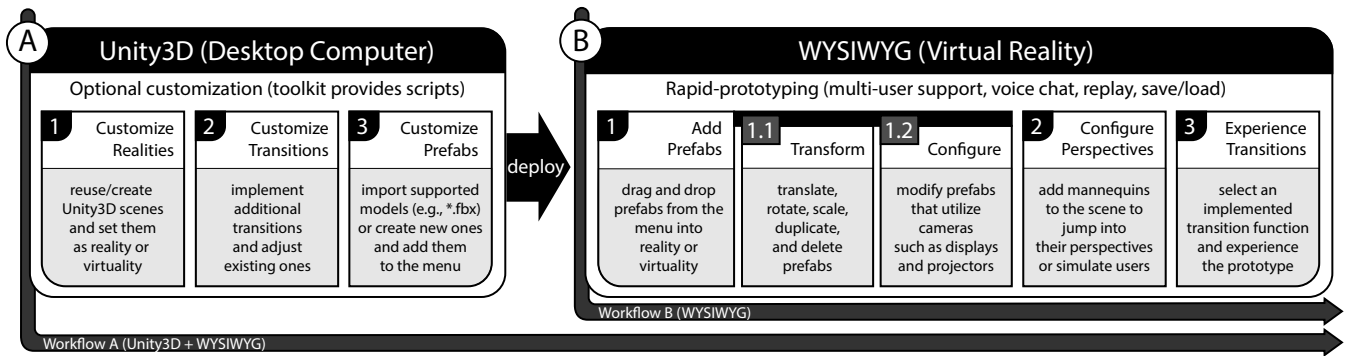 A
Unity3D (Desktop Computer)
Optional customization (toolkit provides scripts)
1
Customize
Realities
reuse/create
Unity3D scenes
and set them
as reality or
virtuality
2
Customize
Transitions
implement
additional
transitions
and adjust
existing ones
3
Customize
Prefabs
import supported
models (e.g., *.fbx)
or create new ones
and add them
to the menu
deploy
B
WYSIWYG (Virtual Reality)
Rapid-prototyping (multi-user support, voice chat, replay, save/load)
1
Add
Prefabs
drag and drop
prefabs from the
menu into
reality or
virtuality
1.1
Transform
translate,
rotate, scale,
duplicate,
and delete
prefabs
1.2
Configure
modify prefabs
that utilize
cameras
such as displays
and projectors
2
Configure
Perspectives
add mannequins
to the scene to
jump into
their perspectives
or simulate users
3
Experience
Transitions
select an
implemented
transition function
and experience
the prototype
Workflow B (WYSIWYG)
Workflow A (Unity3D + WYSIWYG)